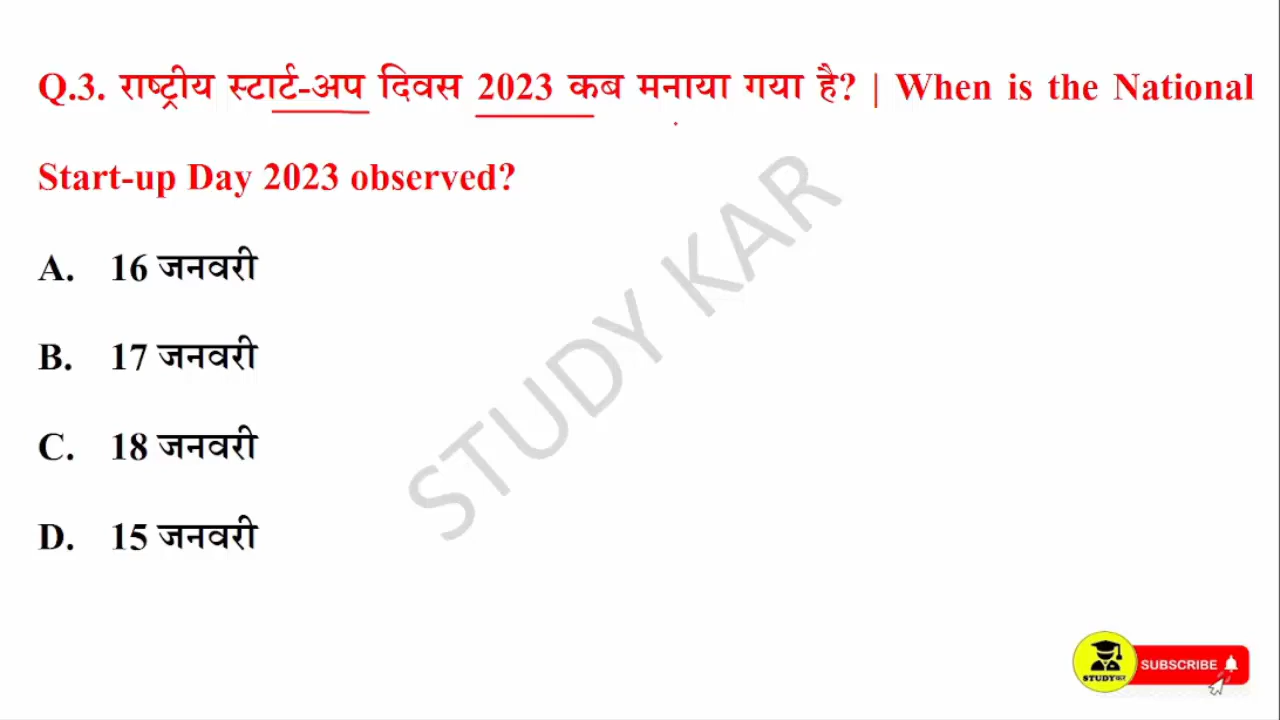 Q.3. राष्ट्रीय स्टार्ट-अप दिवस 2023 कब मनाया गया है? | When is the National
Start-up Day 2023 observed?
A. 16 जनवरी
B. 17 जनवरी
C. 18 जनवरी
D. 15 जनवरी
STUDY KAR
STUDYकर
SUBSCRIBE